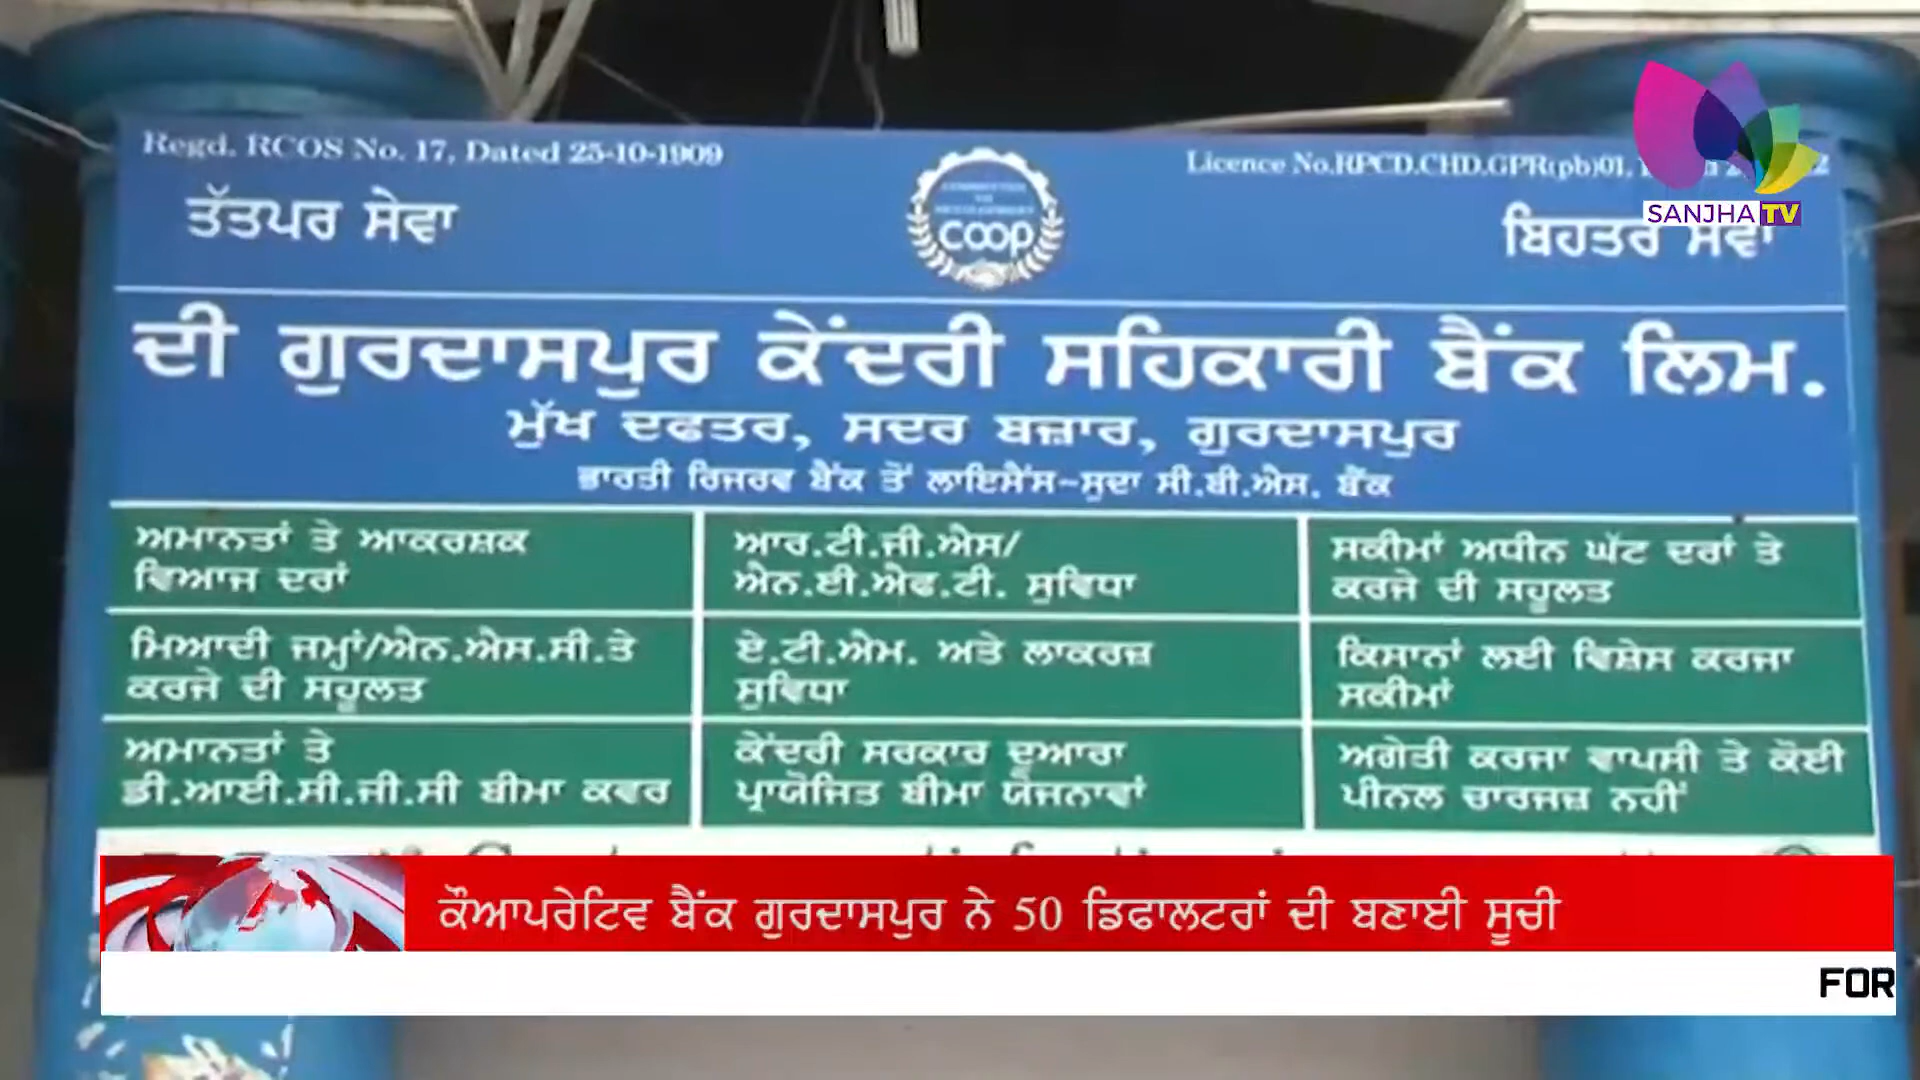 Regd. RCOS No. 17, Dated 25-10-1909
Licence No.RPCD.CHD.GPR(pb)01,
SANJHA TV
ਤੱਤਪਰ ਸੇਵਾ
COOP
ਬਿਹਤਰ ਸੇਵਾ
ਦੀ ਗੁਰਦਾਸਪੁਰ ਕੇਂਦਰੀ ਸਹਿਕਾਰੀ ਬੈਂਕ ਲਿਮ.
ਮੁੱਖ ਦਫਤਰ, ਸਦਰ ਬਜ਼ਾਰ, ਗੁਰਦਾਸਪੁਰ
ਭਾਰਤੀ ਰਿਜਰਵ ਬੈਂਕ ਤੋਂ ਲਾਇਸੈਂਸ-ਸੁਦਾ ਸੀ.ਬੀ.ਐਸ. ਬੈਂਕ
ਅਮਾਨਤਾਂ ਤੇ ਆਕਰਸ਼ਕ
ਵਿਆਜ ਦਰਾਂ
ਆਰ.ਟੀ.ਜੀ.ਐਸ/
ਐਨ.ਈ.ਐਫ.ਟੀ. ਸੁਵਿਧਾ
ਸਕੀਮਾਂ ਅਧੀਨ ਘੱਟ ਦਰਾਂ ਤੇ
ਕਰਜੇ ਦੀ ਸਹੂਲਤ
ਮਿਆਦੀ ਜਮ੍ਹਾਂ/ਐਨ.ਐਸ.ਸੀ.ਤੇ
ਕਰਜੇ ਦੀ ਸਹੂਲਤ
ਏ.ਟੀ.ਐਮ. ਅਤੇ ਲਾਕਰਜ਼
ਸੁਵਿਧਾ
ਕਿਸਾਨਾਂ ਲਈ ਵਿਸ਼ੇਸ ਕਰਜਾ
ਸਕੀਮਾਂ
ਅਮਾਨਤਾਂ ਤੇ
ਡੀ.ਆਈ.ਸੀ.ਜੀ.ਸੀ ਬੀਮਾ ਕਵਰ
ਕੇਂਦਰੀ ਸਰਕਾਰ ਦੁਆਰਾ
ਪ੍ਰਾਯੋਜਿਤ ਬੀਮਾ ਯੋਜਨਾਵਾਂ
ਅਗੇਤੀ ਕਰਜਾ ਵਾਪਸੀ ਤੇ ਕੋਈ
ਪੀਨਲ ਚਾਰਜਜ਼ ਨਹੀਂ
ਕੌਆਪਰੇਟਿਵ ਬੈਂਕ ਗੁਰਦਾਸਪੁਰ ਨੇ 50 ਡਿਫਾਲਟਰਾਂ ਦੀ ਬਣਾਈ ਸੂਚੀ
FOR